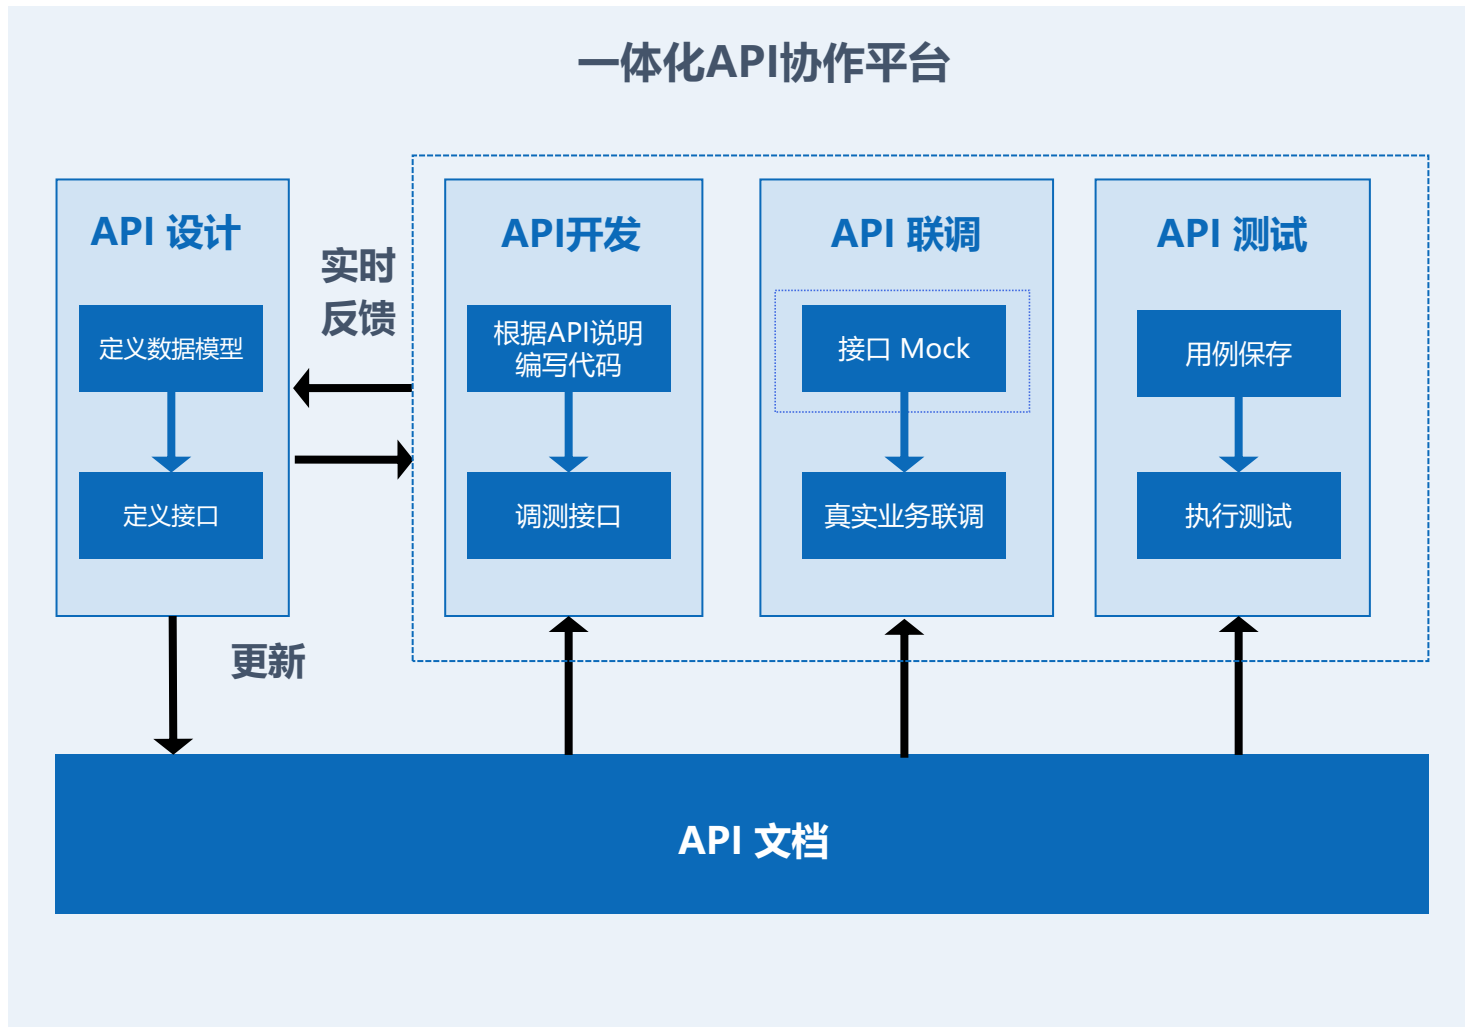 一体化API协作平台
API 设计
定义数据模型
定义接口
实时
反馈
API开发
根据API说明
编写代码
调测接口
API 联调
接口 Mock
真实业务联调
API 测试
用例保存
执行测试
更新
API 文档